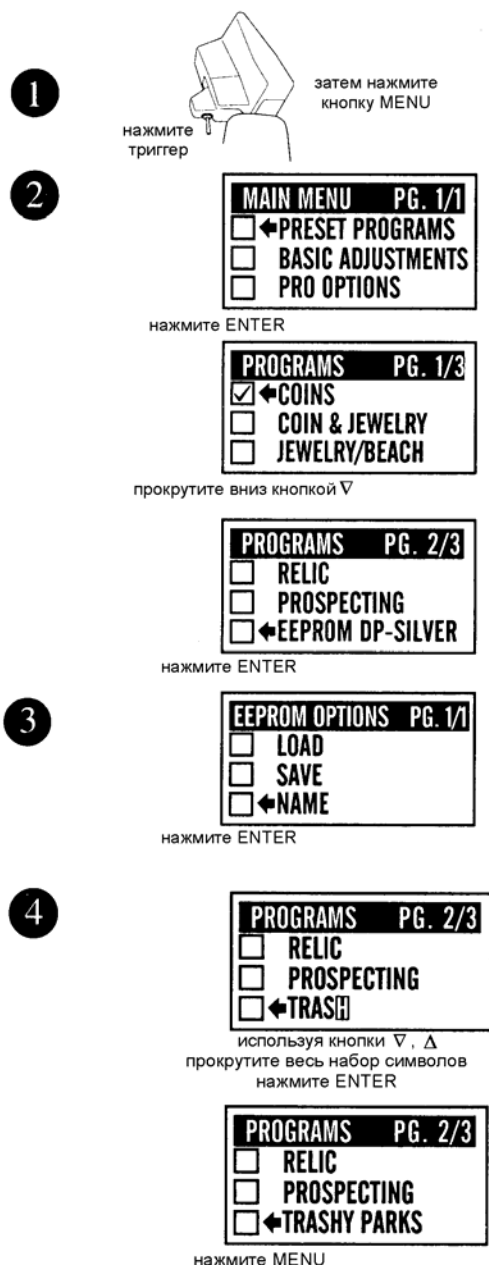 1
затем нажмите
кнопку MENU
нажмите
триггер
2
MAIN MENU PG. 1/1
PRESET PROGRAMS
BASIC ADJUSTMENTS
PRO OPTIONS
нажмите ENTER
PROGRAMS PG. 1/3
COINS
COIN & JEWELRY
JEWELRY/BEACH
прокрутите вниз кнопкой ∇
PROGRAMS PG. 2/3
RELIC
PROSPECTING
EEPROM DP-SILVER
нажмите ENTER
3
EEPROM OPTIONS PG. 1/1
LOAD
SAVE
NAME
нажмите ENTER
4
PROGRAMS PG. 2/3
RELIC
PROSPECTING
TRASH
используя кнопки ∇ , Δ
прокрутите весь набор символов
нажмите ENTER
PROGRAMS PG. 2/3
RELIC
PROSPECTING
TRASHY PARKS
нажмите MENU